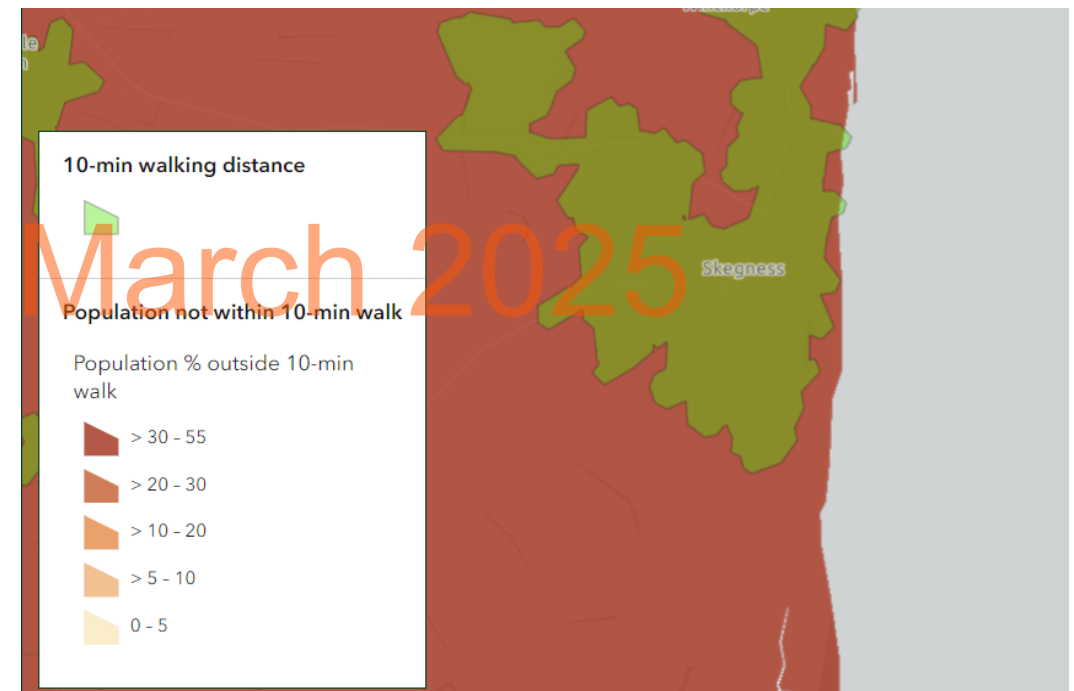 10-min walking distance
March 2025
Skegness
Population not within 10-min walk
Population % outside 10-min
walk
> 30 – 55
> 20 – 30
> 10 – 20
> 5 – 10
0 – 5